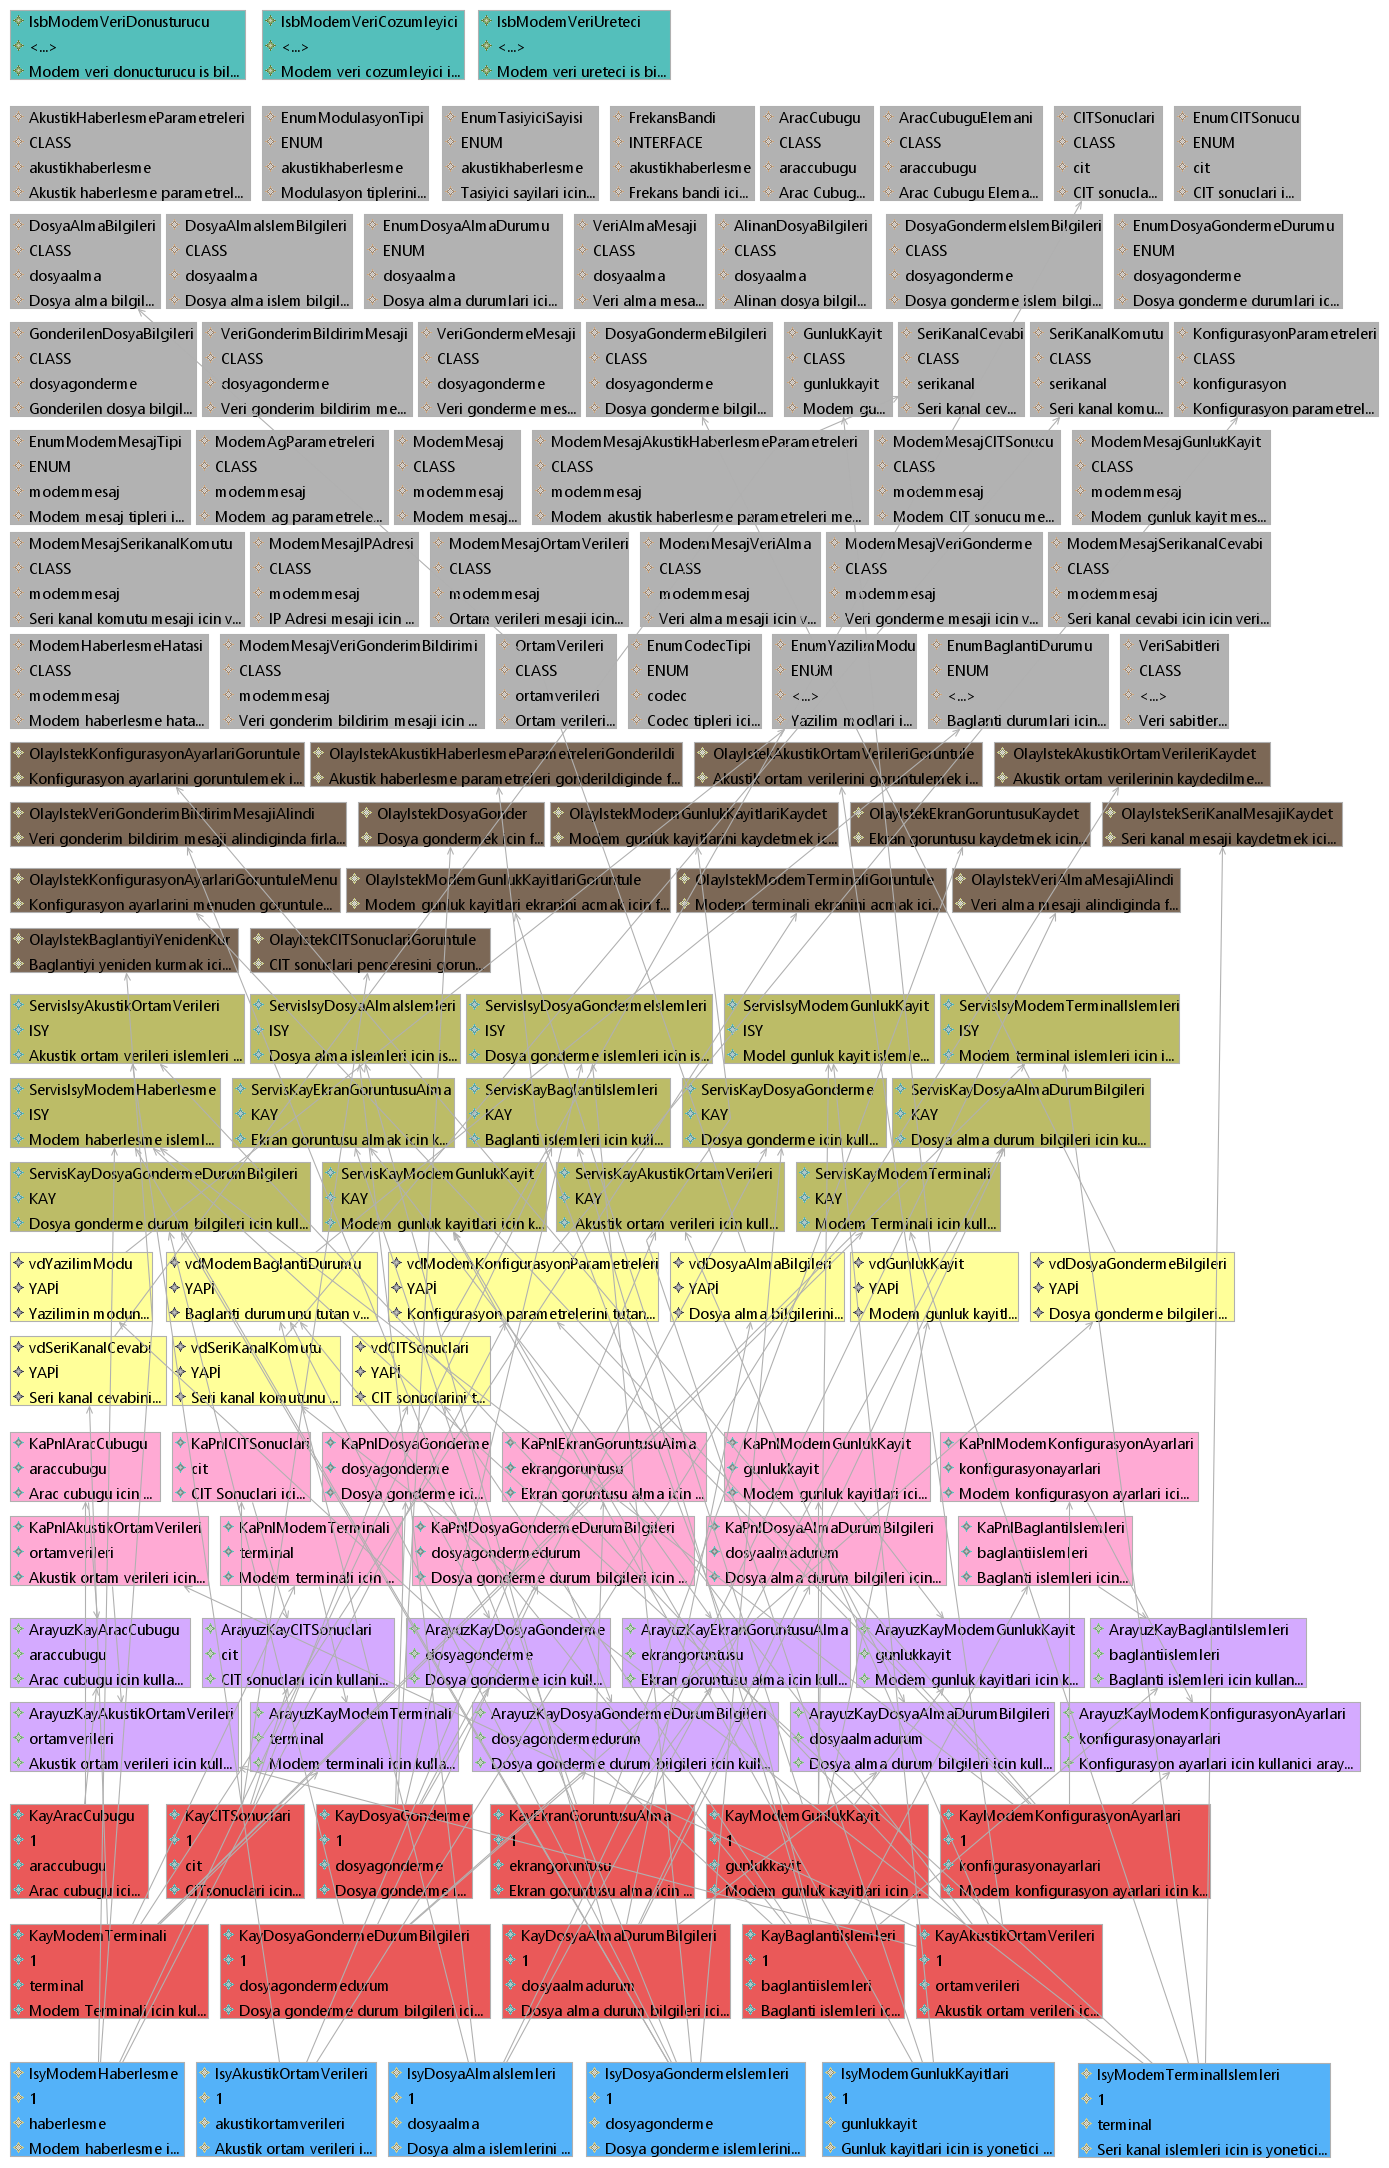 IsbModemVeriDonusturucu
<...>
Modem veri donucturucu is bil...
IsbModemVeriCozumleyici
<...>
Modem veri cozumleyici i...
IsbModemVeriUreteci
<...>
Modem veri ureteci is bi...
AkustikHaberlesmeParametreleri
CLASS
akustikhaberlesme
Akustik haberlesme parametrel...
EnumModulasyonTipi
ENUM
akustikhaberlesme
Modulasyon tiplerini...
EnumTasiyiciSayisi
ENUM
akustikhaberlesme
Tasiyici sayilari icin...
FrekansBandi
INTERFACE
akustikhaberlesme
Frekans bandi ici...
AracCubugu
CLASS
araccubugu
Arac Cubug...
AracCubuguElemani
CLASS
araccubugu
Arac Cubugu Elema...
CITSonuclari
CLASS
cit
CIT sonucla...
EnumCITSonucu
ENUM
cit
CIT sonuclari i...
DosyaAlmaBilgileri
CLASS
dosyaalma
Dosya alma bilgil...
DosyaAlmaIslemBilgileri
CLASS
dosyaalma
Dosya alma islem bilgil...
EnumDosyaAlmaDurumu
ENUM
dosyaalma
Dosya alma durumlari ici...
VeriAlmaMesaji
CLASS
dosyaalma
Veri alma mesa...
AlinanDosyaBilgileri
CLASS
dosyaalma
Alinan dosya bilgil...
DosyaGondermeIslemBilgileri
CLASS
dosyagonderme
Dosya gonderme islem bilgi...
EnumDosyaGondermeDurumu
ENUM
dosyagonderme
Dosya gonderme durumlari ic...
GonderilenDosyaBilgileri
CLASS
dosyagonderme
Gonderilen dosya bilgil...
VeriGonderimBildirimMesaji
CLASS
dosyagonderme
Veri gonderim bildirim me...
VeriGondermeMesaji
CLASS
dosyagonderme
Veri gonderme mes...
DosyaGondermeBilgileri
CLASS
dosyagonderme
Dosya gonderme bilgil...
GunlukKayit
CLASS
gunlukkayit
Modem gu...
SeriKanalCevabi
CLASS
serikanal
Seri kanal cev...
SeriKanalKomutu
CLASS
serikanal
Seri kanal komu...
KonfigurasyonParametreleri
CLASS
konfigurasyon
Konfigurasyon parametrel...
EnumModemMesajTipi
ENUM
modemmesaj
Modem mesaj tipleri i...
ModemAgParametreleri
CLASS
modemmesaj
Modem ag parametrele...
ModemMesaj
CLASS
modemmesaj
Modem mesaj...
ModemMesajAkustikHaberlesmeParametreleri
CLASS
modemmesaj
Modem akustik haberlesme parametreleri me...
ModemMesajCITSonucu
CLASS
modemmesaj
Modem CIT sonucu me...
ModemMesajGunlukKayit
CLASS
modemmesaj
Modem gunluk kayit mes...
ModemMesajSerikanalKomutu
CLASS
modemmesaj
Seri kanal komutu mesaji icin v...
ModemMesajIPAdresi
CLASS
modemmesaj
IP Adresi mesaji icin ...
ModemMesajOrtamVerileri
CLASS
modemmesaj
Ortam verileri mesaji icin...
ModemMesajVeriAlma
CLASS
modemmesaj
Veri alma mesaji icin v...
ModemMesajVeriGonderme
CLASS
modemmesaj
Veri gonderme mesaji icin v...
ModemMesajSerikanalCevabi
CLASS
modemmesaj
Seri kanal cevabi icin icin veri...
ModemHaberlesmeHatasi
CLASS
modemmesaj
Modem haberlesme hata...
ModemMesajVeriGonderimBildirimi
CLASS
modemmesaj
Veri gonderim bildirim mesaji icin ...
OrtamVerileri
CLASS
ortamverileri
Ortam verileri...
EnumCodecTipi
ENUM
codec
Codec tipleri ici...
EnumYazilimModu
ENUM
<...>
Yazilim modlari i...
EnumBaglantiDurumu
ENUM
<...>
Baglanti durumlari icin...
VeriSabitleri
CLASS
<...>
Veri sabitler...
OlayIstekKonfigurasyonAyarlariGoruntule
Konfigurasyon ayarlarini goruntulemek i...
OlayIstekAkustikHaberlesmeParametreleriGonderildi
Akustik haberlesme parametreleri gonderildiginde f...
OlayIstekAkustikOrtamVerileriGoruntule
Akustik ortam verilerini goruntulemek i...
OlayIstekAkustikOrtamVerileriKaydet
Akustik ortam verilerinin kaydedilme...
OlayIstekVeriGonderimBildirimMesajiAlindi
Veri gonderim bildirim mesaji alindiginda firla...
OlayIstekDosyaGonder
Dosya gondermek icin f...
OlayIstekModemGunlukKayitlariKaydet
Modem gunluk kayitlarini kaydetmek ic...
OlayIstekEkranGoruntusuKaydet
Ekran goruntusu kaydetmek icin...
OlayIstekSeriKanalMesajiKaydet
Seri kanal mesaji kaydetmek ici...
OlayIstekKonfigurasyonAyarlariGoruntuleMenu
Konfigurasyon ayarlarini menuden goruntule...
OlayIstekModemGunlukKayitlariGoruntule
Modem gunluk kayitlari ekranini acmak icin f...
OlayIstekModemTerminaliGoruntule
Modem terminali ekranini acmak ici...
OlayIstekVeriAlmaMesajiAlindi
Veri alma mesaji alindiginda f...
OlayIstekBaglantiyiYenidenKur
Baglantiyi yeniden kurmak ici...
OlayIstekCITSonuclariGoruntule
CIT sonuclari penceresini gorun...
ServisIsyAkustikOrtamVerileri
ISY
Akustik ortam verileri islemleri ...
ServisIsyDosyaAlmaIslemleri
ISY
Dosya alma islemleri icin is...
ServisIsyDosyaGondermeIslemleri
ISY
Dosya gonderme islemleri icin is...
ServisIsyModemGunlukKayit
ISY
Model gunluk kayit islemle...
ServisIsyModemTerminalIslemleri
ISY
Modem terminal islemleri icin i...
ServisIsyModemHaberlesme
ISY
Modem haberlesme isleml...
ServisKayEkranGoruntusuAlma
KAY
Ekran goruntusu almak icin k...
ServisKayBaglantiIslemleri
KAY
Baglanti islemleri icin kull...
ServisKayDosyaGonderme
KAY
Dosya gonderme icin kull...
ServisKayDosyaAlmaDurumBilgileri
KAY
Dosya alma durum bilgileri icin ku...
ServisKayDosyaGondermeDurumBilgileri
KAY
Dosya gonderme durum bilgileri icin kull...
ServisKayModemGunlukKayit
KAY
Modem gunluk kayitlari icin k...
ServisKayAkustikOrtamVerileri
KAY
Akustik ortam verileri icin kull...
ServisKayModemTerminali
KAY
Modem Terminali icin kull...
vdYazilimModu
YAPİ
Yazilimin modun...
vdModemBaglantiDurumu
YAPİ
Baglanti durumunu tutan v...
vdModemKonfigurasyonParametreleri
YAPİ
Konfigurasyon parametrelerini tutan...
vdDosyaAlmaBilgileri
YAPİ
Dosya alma bilgilerini...
vdGunlukKayit
YAPİ
Modem gunluk kayitl...
vdDosyaGondermeBilgileri
YAPİ
Dosya gonderme bilgileri...
vdSeriKanalCevabi
YAPİ
Seri kanal cevabini...
vdSeriKanalKomutu
YAPİ
Seri kanal komutunu ...
vdCITSonuclari
YAPİ
CIT sonuclarini t...
KaPnlAracCubugu
araccubugu
Arac cubugu icin ...
KaPnlCITSonuclari
cit
CIT Sonuclari ici...
KaPnlDosyaGonderme
dosyagonderme
Dosya gonderme ici...
KaPnlEkranGoruntusuAlma
ekrangoruntusu
Ekran goruntusu alma icin ...
KaPnlModemGunlukKayit
gunlukkayit
Modem gunluk kayitlari ici...
KaPnlModemKonfigurasyonAyarlari
konfigurasyonayarlari
Modem konfigurasyon ayarlari ici...
KaPnlAkustikOrtamVerileri
ortamverileri
Akustik ortam verileri icin...
KaPnlModemTerminali
terminal
Modem terminali icin ...
KaPnlDosyaGondermeDurumBilgileri
dosyagondermedurum
Dosya gonderme durum bilgileri icin ...
KaPnlDosyaAlmaDurumBilgileri
dosyaalmadurum
Dosya alma durum bilgileri icin...
KaPnlBaglantiIslemleri
baglantiislemleri
Baglanti islemleri icin...
ArayuzKayAracCubugu
araccubugu
Arac cubugu icin kulla...
ArayuzKayCITSonuclari
cit
CIT sonuclari icin kullani...
ArayuzKayDosyaGonderme
dosyagonderme
Dosya gonderme icin kull...
ArayuzKayEkranGoruntusuAlma
ekrangoruntusu
Ekran goruntusu alma icin kull...
ArayuzKayModemGunlukKayit
gunlukkayit
Modem gunluk kayitlari icin k...
ArayuzKayBaglantiIslemleri
baglantiislemleri
Baglanti islemleri icin kullan...
ArayuzKayAkustikOrtamVerileri
ortamverileri
Akustik ortam verileri icin kull...
ArayuzKayModemTerminali
terminal
Modem terminali icin kulla...
ArayuzKayDosyaGondermeDurumBilgileri
dosyagondermedurum
Dosya gonderme durum bilgileri icin kull...
ArayuzKayDosyaAlmaDurumBilgileri
dosyaalmadurum
Dosya alma durum bilgileri icin kull...
ArayuzKayModemKonfigurasyonAyarlari
konfigurasyonayarlari
Konfigurasyon ayarlari icin kullanici aray...
KayAracCubugu
1
araccubugu
Arac cubugu ici...
KayCITSonuclari
1
cit
CITsonuclari icin...
KayDosyaGonderme
1
dosyagonderme
Dosya gonderme i...
KayEkranGoruntusuAlma
1
ekrangoruntusu
Ekran goruntusu alma icin ...
KayModemGunlukKayit
1
gunlukkayit
Modem gunluk kayitlari icin ...
KayModemKonfigurasyonAyarlari
1
konfigurasyonayarlari
Modem konfigurasyon ayarlari icin k...
KayModemTerminali
1
terminal
Modem Terminali icin kul...
KayDosyaGondermeDurumBilgileri
1
dosyagondermedurum
Dosya gonderme durum bilgileri ici...
KayDosyaAlmaDurumBilgileri
1
dosyaalmadurum
Dosya alma durum bilgileri ici...
KayBaglantiIslemleri
1
baglantiislemleri
Baglanti islemleri ic...
KayAkustikOrtamVerileri
1
ortamverileri
Akustik ortam verileri ic...
IsyModemHaberlesme
1
haberlesme
Modem haberlesme i...
IsyAkustikOrtamVerileri
1
akustikortamverileri
Akustik ortam verileri i...
IsyDosyaAlmaIslemleri
1
dosyaalma
Dosya alma islemlerini ...
IsyDosyaGondermeIslemleri
1
dosyagonderme
Dosya gonderme islemlerini...
IsyModemGunlukKayitlari
1
gunlukkayit
Gunluk kayitlari icin is yonetici ...
IsyModemTerminalIslemleri
1
terminal
Seri kanal islemleri icin is yonetici...